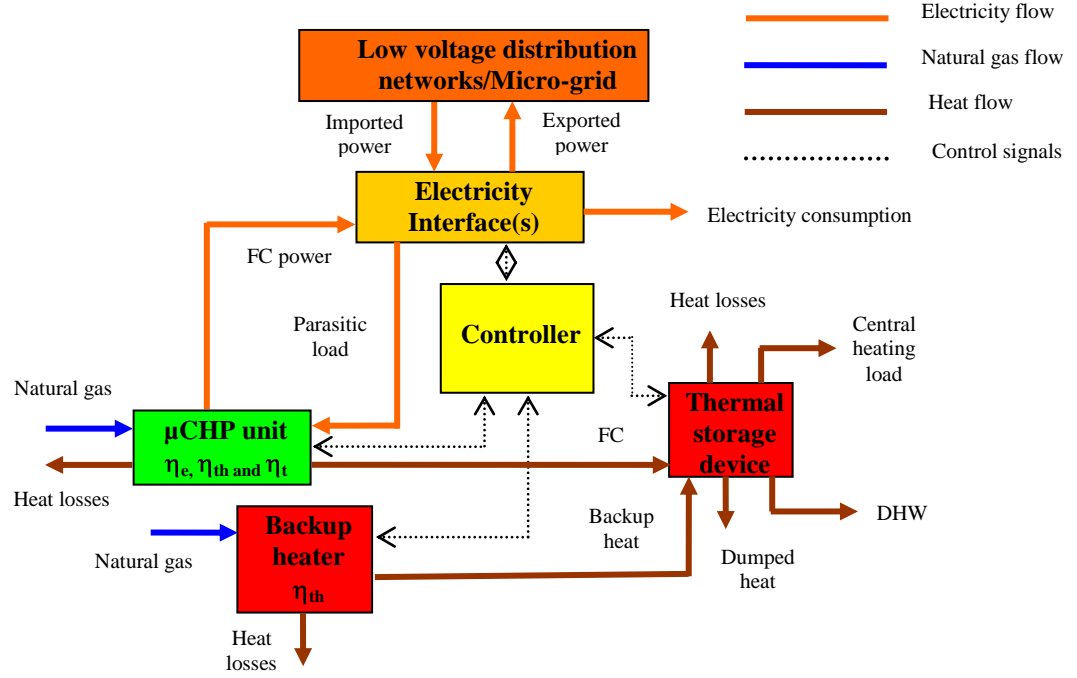 Electricity flow
Natural gas flow
Heat flow
Control signals
Low voltage distribution
networks/Micro-grid
Imported
power
Exported
power
Electricity
Interface(s)
Electricity consumption
FC power
Parasitic
load
Controller
Heat losses
Central
heating
load
Natural gas
µCHP unit
ηe, ηth and ηt
Heat losses
FC
Thermal
storage
device
DHW
Dumped
heat
Backup
heat
Natural gas
Backup
heater
ηth
Heat
losses